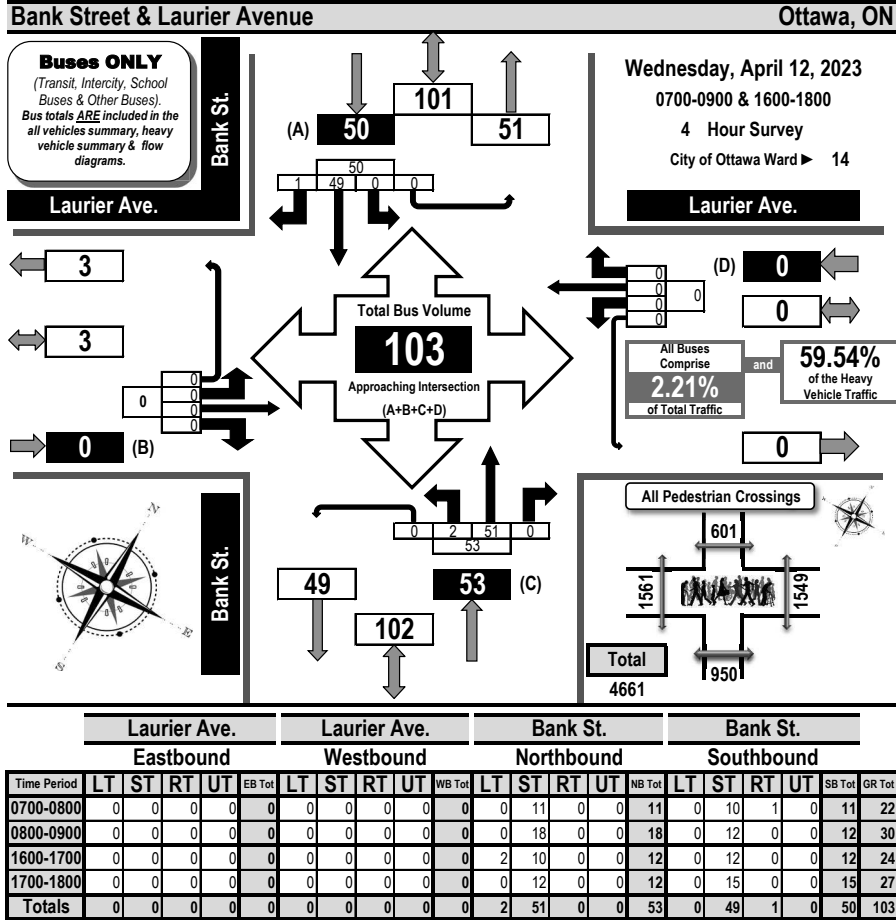 Bank Street & Laurier Avenue Ottawa, ON
Buses ONLY
(Transit, Intercity, School
Buses & Other Buses).
Bus totals ARE included in the
all vehicles summary, heavy
vehicle summary & flow
diagrams.
Bank St.
Laurier Ave.
101
(A) 50 51
50
1 49 0 0
Wednesday, April 12, 2023
0700-0900 & 1600-1800
4 Hour Survey
City of Ottawa Ward ► 14
Laurier Ave.
3
3
0
0
0
0
0
0 (B)
Total Bus Volume
103
Approaching Intersection
(A+B+C+D)
0
0
0
0
0
(D) 0
0
All Buses
Comprise
2.21%
of Total Traffic
and
59.54%
of the Heavy
Vehicle Traffic
0
N
W
E
S
Bank St.
0 2 51 0
53
49 53 (C)
102
All Pedestrian Crossings
601
1561
1549
950
Total
4661
Laurier Ave. Laurier Ave. Bank St. Bank St.
Eastbound Westbound Northbound Southbound
Time Period LT ST RT UT EB Tot LT ST RT UT WB Tot LT ST RT UT NB Tot LT ST RT UT SB Tot GR Tot
0700-0800 0 0 0 0 0 0 0 0 0 0 0 11 0 0 11 0 10 1 0 11 22
0800-0900 0 0 0 0 0 0 0 0 0 0 0 18 0 0 18 0 12 0 0 12 30
1600-1700 0 0 0 0 0 0 0 0 0 0 2 10 0 0 12 0 12 0 0 12 24
1700-1800 0 0 0 0 0 0 0 0 0 0 0 12 0 0 12 0 15 0 0 15 27
Totals 0 0 0 0 0 0 0 0 0 0 2 51 0 0 53 0 49 1 0 50 103